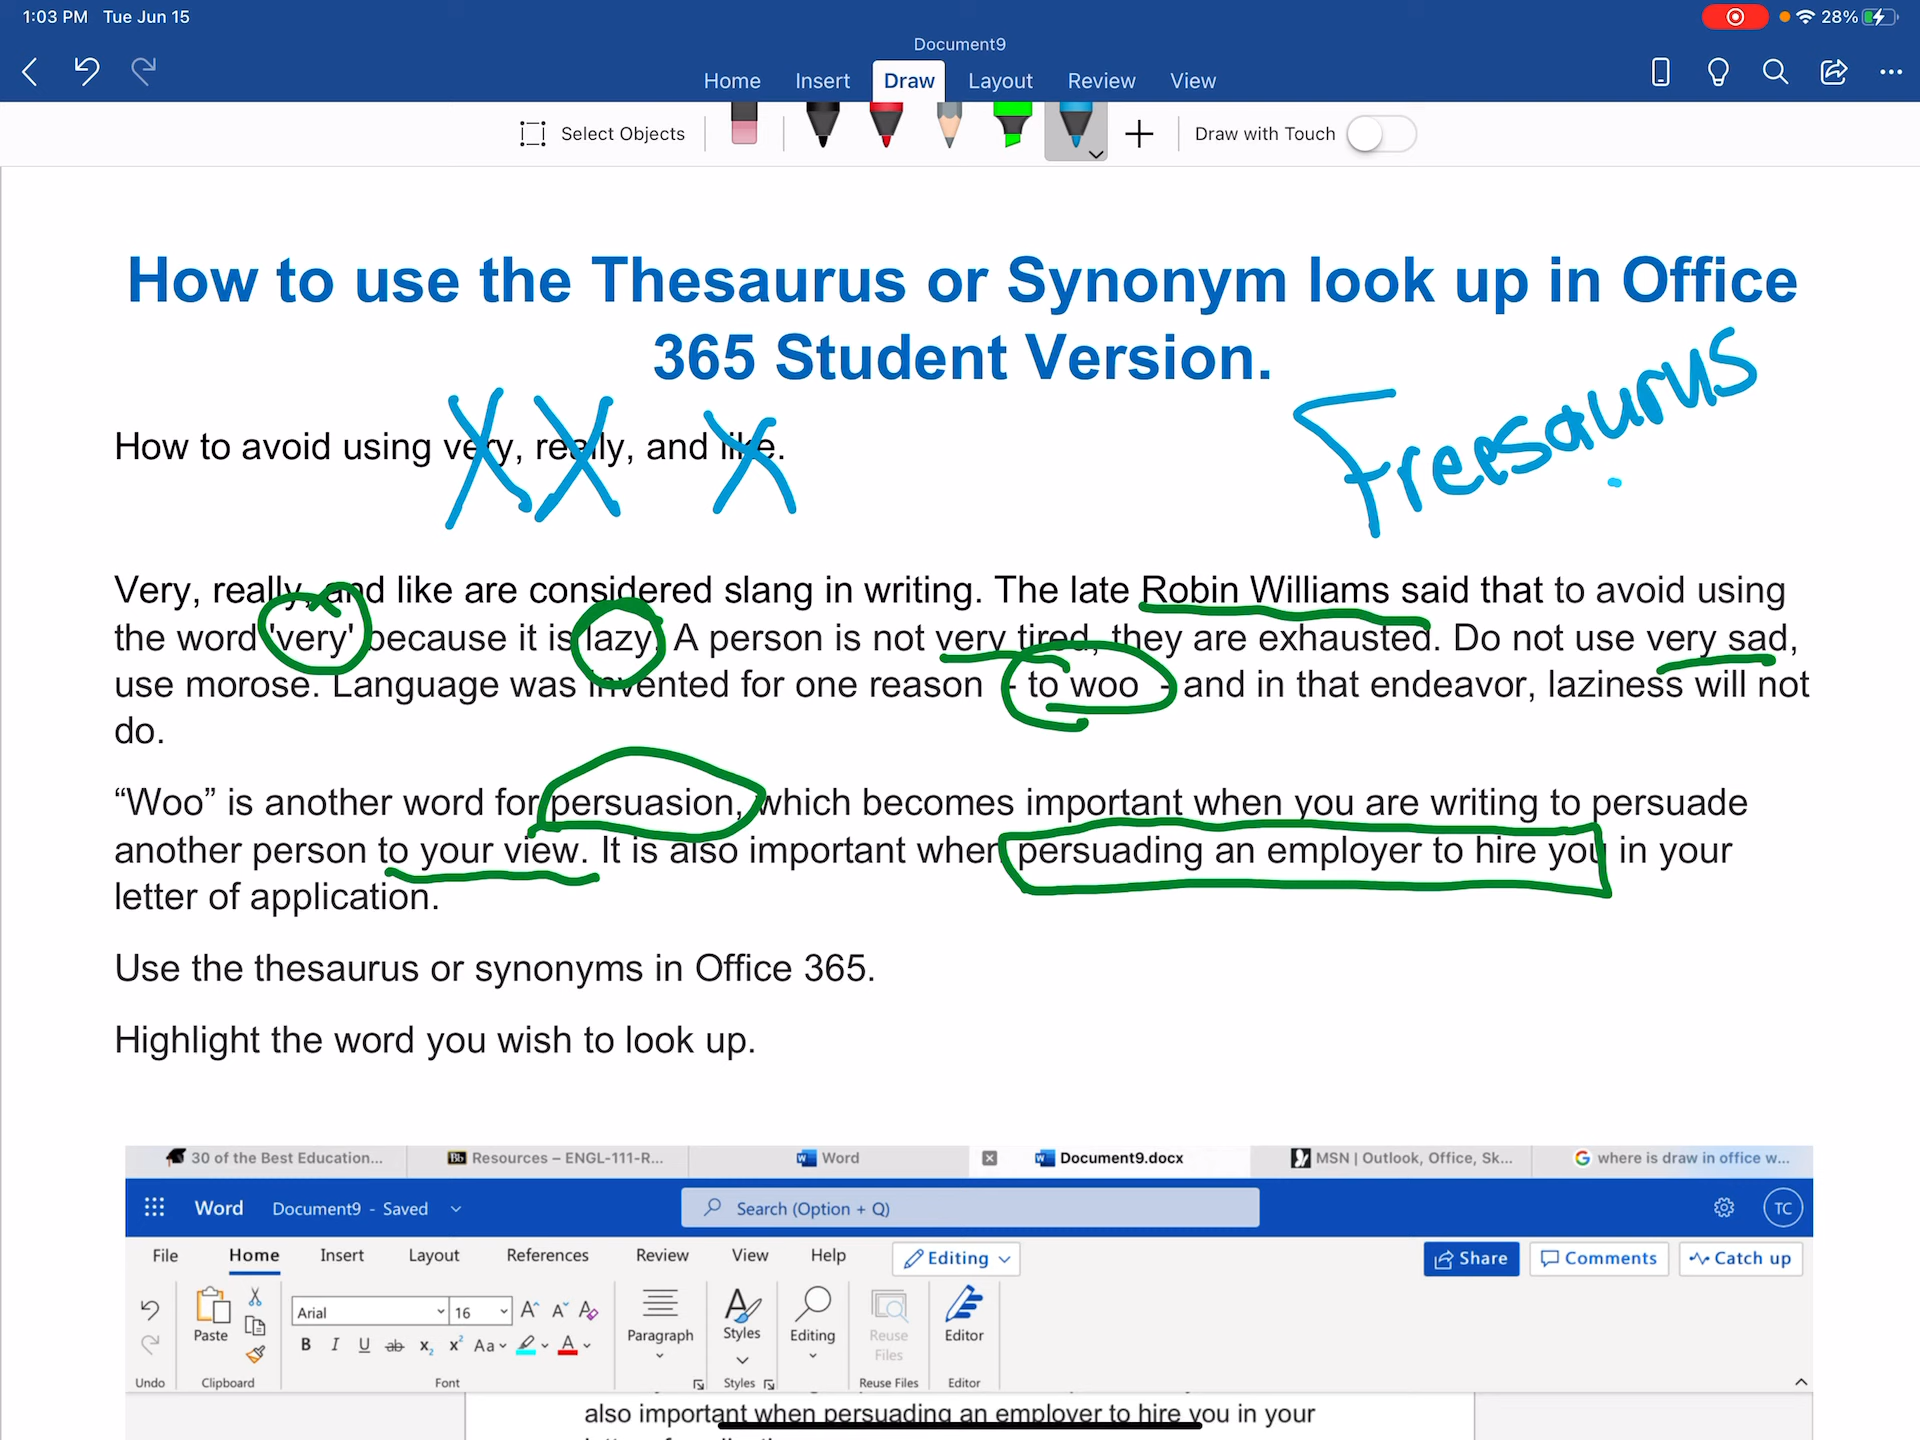 1:03 PM Tue Jun 15
28%
Document9
Home Insert Draw Layout Review View
Select Objects
Draw with Touch
How to use the Thesaurus or Synonym look up in Office
365 Student Version.
Freesaurus
How to avoid using very, really, and like.
Very, really, and like are considered slang in writing. The late Robin Williams said that to avoid using
the word 'very' because it is lazy. A person is not very tired, they are exhausted. Do not use very sad,
use morose. Language was invented for one reason - to woo - and in that endeavor, laziness will not
do.
“Woo” is another word for persuasion, which becomes important when you are writing to persuade
another person to your view. It is also important when persuading an employer to hire you in your
letter of application.
Use the thesaurus or synonyms in Office 365.
Highlight the word you wish to look up.
30 of the Best Education... Bb Resources – ENGL-111-R... Word Document9.docx MSN | Outlook, Office, Sk... where is draw in office w...
Word Document9 - Saved Search (Option + Q) TC
File Home Insert Layout References Review View Help Editing Share Comments Catch up
Arial 16
Paste Paragraph Styles Editing Reuse Files Editor
B I U ab x₂ x² Aa A
Undo Clipboard Font Styles Reuse Files Editor
also important when persuading an employer to hire you in your